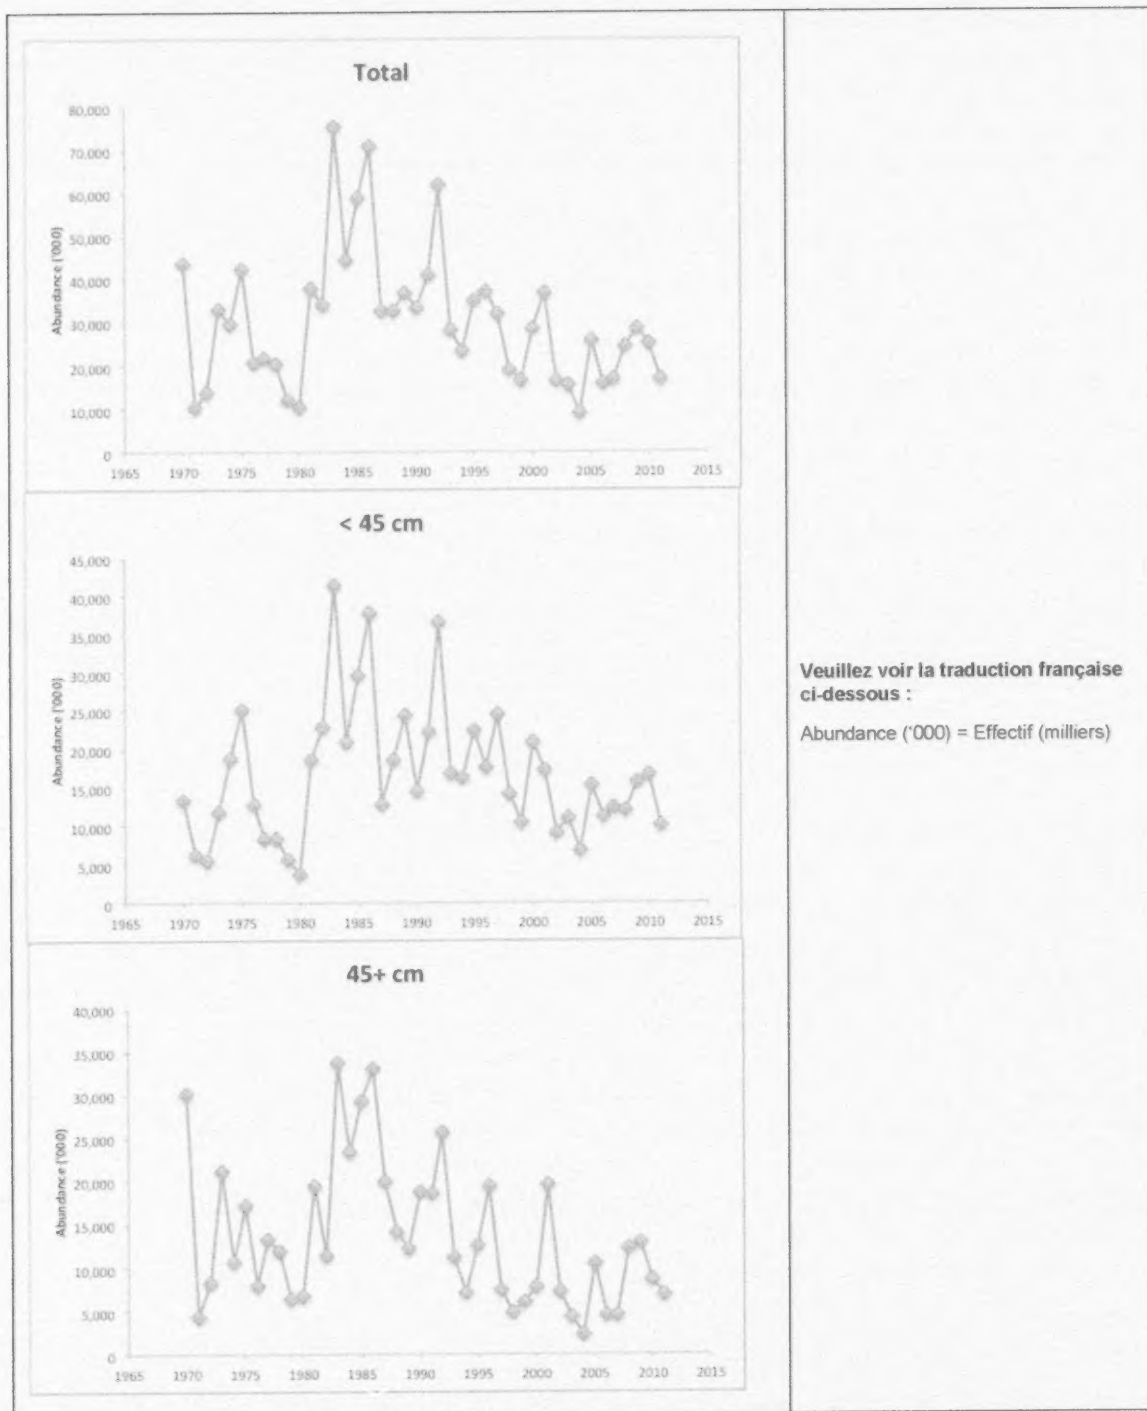 Total
80,000
70,000
60,000
50,000
40,000
30,000
20,000
10,000
0
Abundance ('000)
1965 1970 1975 1980 1985 1990 1995 2000 2005 2010 2015
< 45 cm
45,000
40,000
35,000
30,000
25,000
20,000
15,000
10,000
5,000
0
Abundance ('000)
1965 1970 1975 1980 1985 1990 1995 2000 2005 2010 2015
45+ cm
40,000
35,000
30,000
25,000
20,000
15,000
10,000
5,000
0
Abundance ('000)
1965 1970 1975 1980 1985 1990 1995 2000 2005 2010 2015
Veuillez voir la traduction française
ci-dessous :
Abundance ('000) = Effectif (milliers)